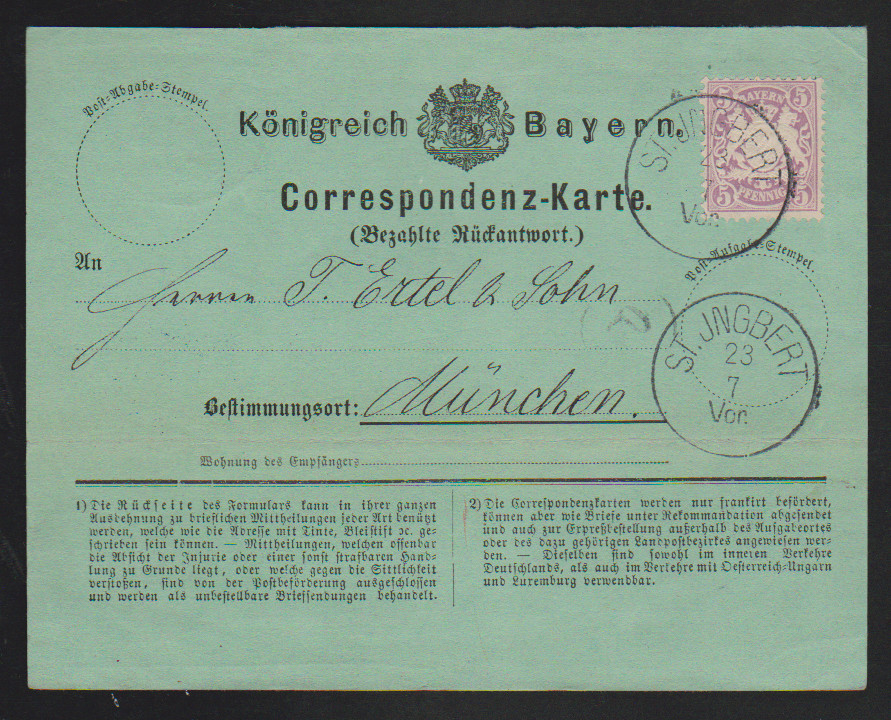 Post-Abgabe-Stempel.
Königreich Bayern.
5 BAYERN 5
5 PFENNIG 5
ST. JNGBERT
23
7
Vor.
Correspondenz-Karte.
(Bezahlte Rückantwort.)
Post-Aufgabe-Stempel.
An
Herren T. Ertel & Sohn
ST. JNGBERT
23
7
Vor.
Bestimmungsort: München.
Wohnung des Empfängers
1) Die Rückseite des Formulars kann in ihrer ganzen
Ausdehnung zu brieflichen Mittheilungen jeder Art benützt
werden, welche wie die Adresse mit Tinte, Bleistift ꝛc. ge-
schrieben sein können. — Mittheilungen, welchen offenbar
die Absicht der Injurie oder einer sonst strafbaren Hand-
lung zu Grunde liegt, oder welche gegen die Sittlichkeit
verstoßen, sind von der Postbeförderung ausgeschlossen
und werden als unbestellbare Briefsendungen behandelt.
2) Die Correspondenzkarten werden nur frankirt befördert,
können aber wie Briefe unter Rekommandation abgesendet
und auch zur Expreßbestellung außerhalb des Aufgabeortes
oder des dazu gehörigen Landpostbezirkes angewiesen wer-
den. — Dieselben sind sowohl im inneren Verkehre
Deutschlands, als auch im Verkehre mit Oesterreich-Ungarn
und Luxemburg verwendbar.